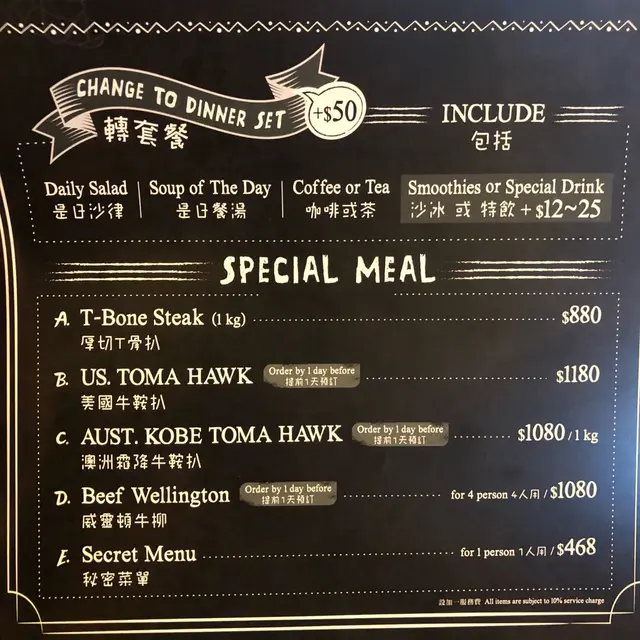 CHANGE TO DINNER SET
轉套餐
+$50
INCLUDE
包括
Daily Salad
是日沙律
Soup of The Day
是日餐湯
Coffee or Tea
咖啡或茶
Smoothies or Special Drink
沙冰 或 特飲 + $12~25
SPECIAL MEAL
A. T-Bone Steak (1 kg) $880
厚切T骨扒
B. US. TOMA HAWK Order by 1 day before $1180
提前1天預訂
美國牛鞍扒
C. AUST. KOBE TOMA HAWK Order by 1 day before $1080 / 1 kg
提前1天預訂
澳洲霜降牛鞍扒
D. Beef Wellington Order by 1 day before for 4 person 4人用 / $1080
提前1天預訂
威靈頓牛柳
E. Secret Menu for 1 person 1人用 / $468
秘密菜單
設加一服務費 All items are subject to 10% service charge